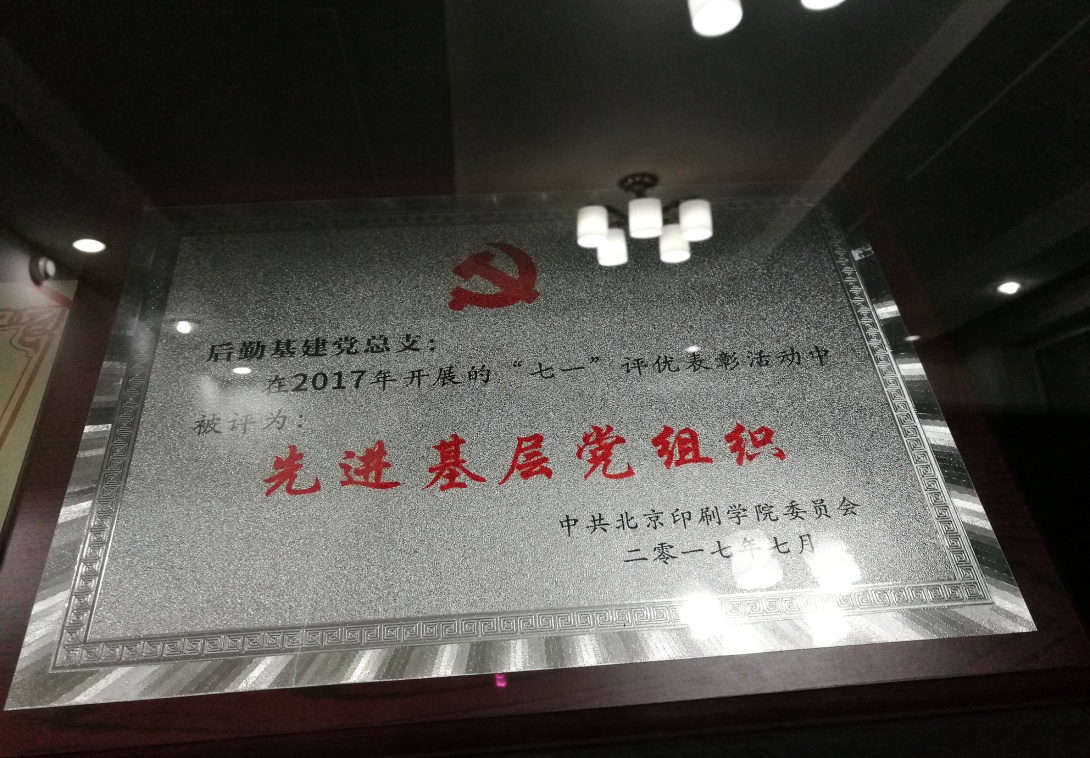 后勤基建党总支：
在2017年开展的“七一”评优表彰活动中
被评为：
先进基层党组织
中共北京印刷学院委员会
二零一七年七月